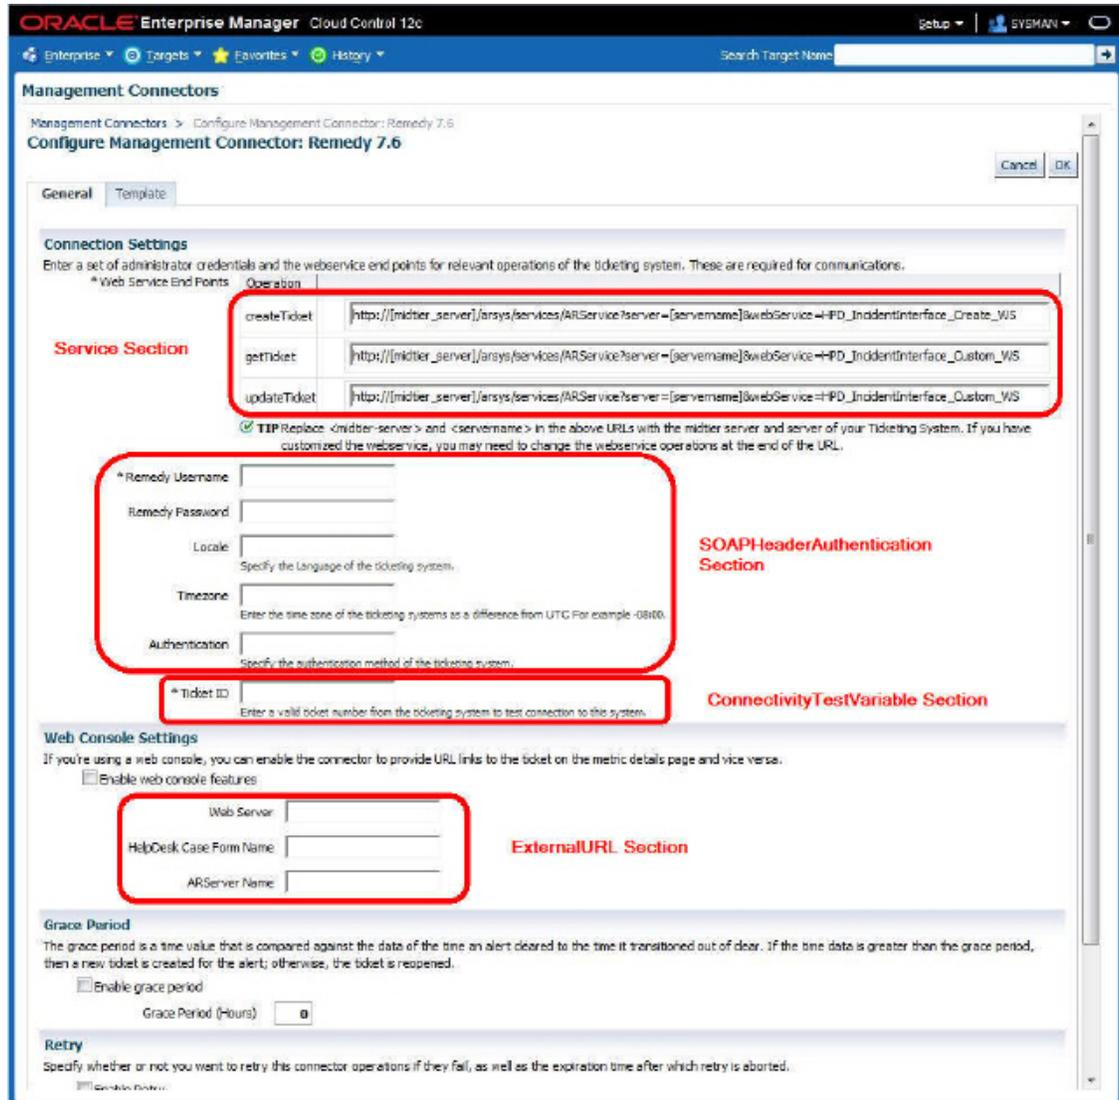 ORACLE Enterprise Manager Cloud Control 12c
Setup SYSMAN
Enterprise Targets Favorites History Search Target Name
Management Connectors
Management Connectors > Configure Management Connector: Remedy 7.6
Configure Management Connector: Remedy 7.6
Cancel OK
General Template
Connection Settings
Enter a set of administrator credentials and the webservice end points for relevant operations of the ticketing system. These are required for communications.
* Web Service End Points Operation
createTicket http://[midtier_server]/arsys/services/ARService?server=[servername]&webService=HPD_IncidentInterface_Create_WS
Service Section
getTicket http://[midtier_server]/arsys/services/ARService?server=[servername]&webService=HPD_IncidentInterface_Custom_WS
updateTicket http://[midtier_server]/arsys/services/ARService?server=[servername]&webService=HPD_IncidentInterface_Custom_WS
TIP Replace <midtier-server> and <servername> in the above URLs with the midtier server and server of your Ticketing System. If you have
customized the webservice, you may need to change the webservice operations at the end of the URL.
* Remedy Username
Remedy Password
Locale
Specify the Language of the ticketing system.
SOAPHeaderAuthentication
Section
Timezone
Enter the time zone of the ticketing systems as a difference from UTC For example -08:00.
Authentication
Specify the authentication method of the ticketing system.
* Ticket ID
Enter a valid ticket number from the ticketing system to test connection to this system.
ConnectivityTestVariable Section
Web Console Settings
If you're using a web console, you can enable the connector to provide URL links to the ticket on the metric details page and vice versa.
Enable web console features
Web Server
HelpDesk Case Form Name
ExternalURL Section
ARServer Name
Grace Period
The grace period is a time value that is compared against the data of the time an alert cleared to the time it transitioned out of clear. If the time data is greater than the grace period,
then a new ticket is created for the alert; otherwise, the ticket is reopened.
Enable grace period
Grace Period (Hours) 0
Retry
Specify whether or not you want to retry this connector operations if they fail, as well as the expiration time after which retry is aborted.
Enable Retry